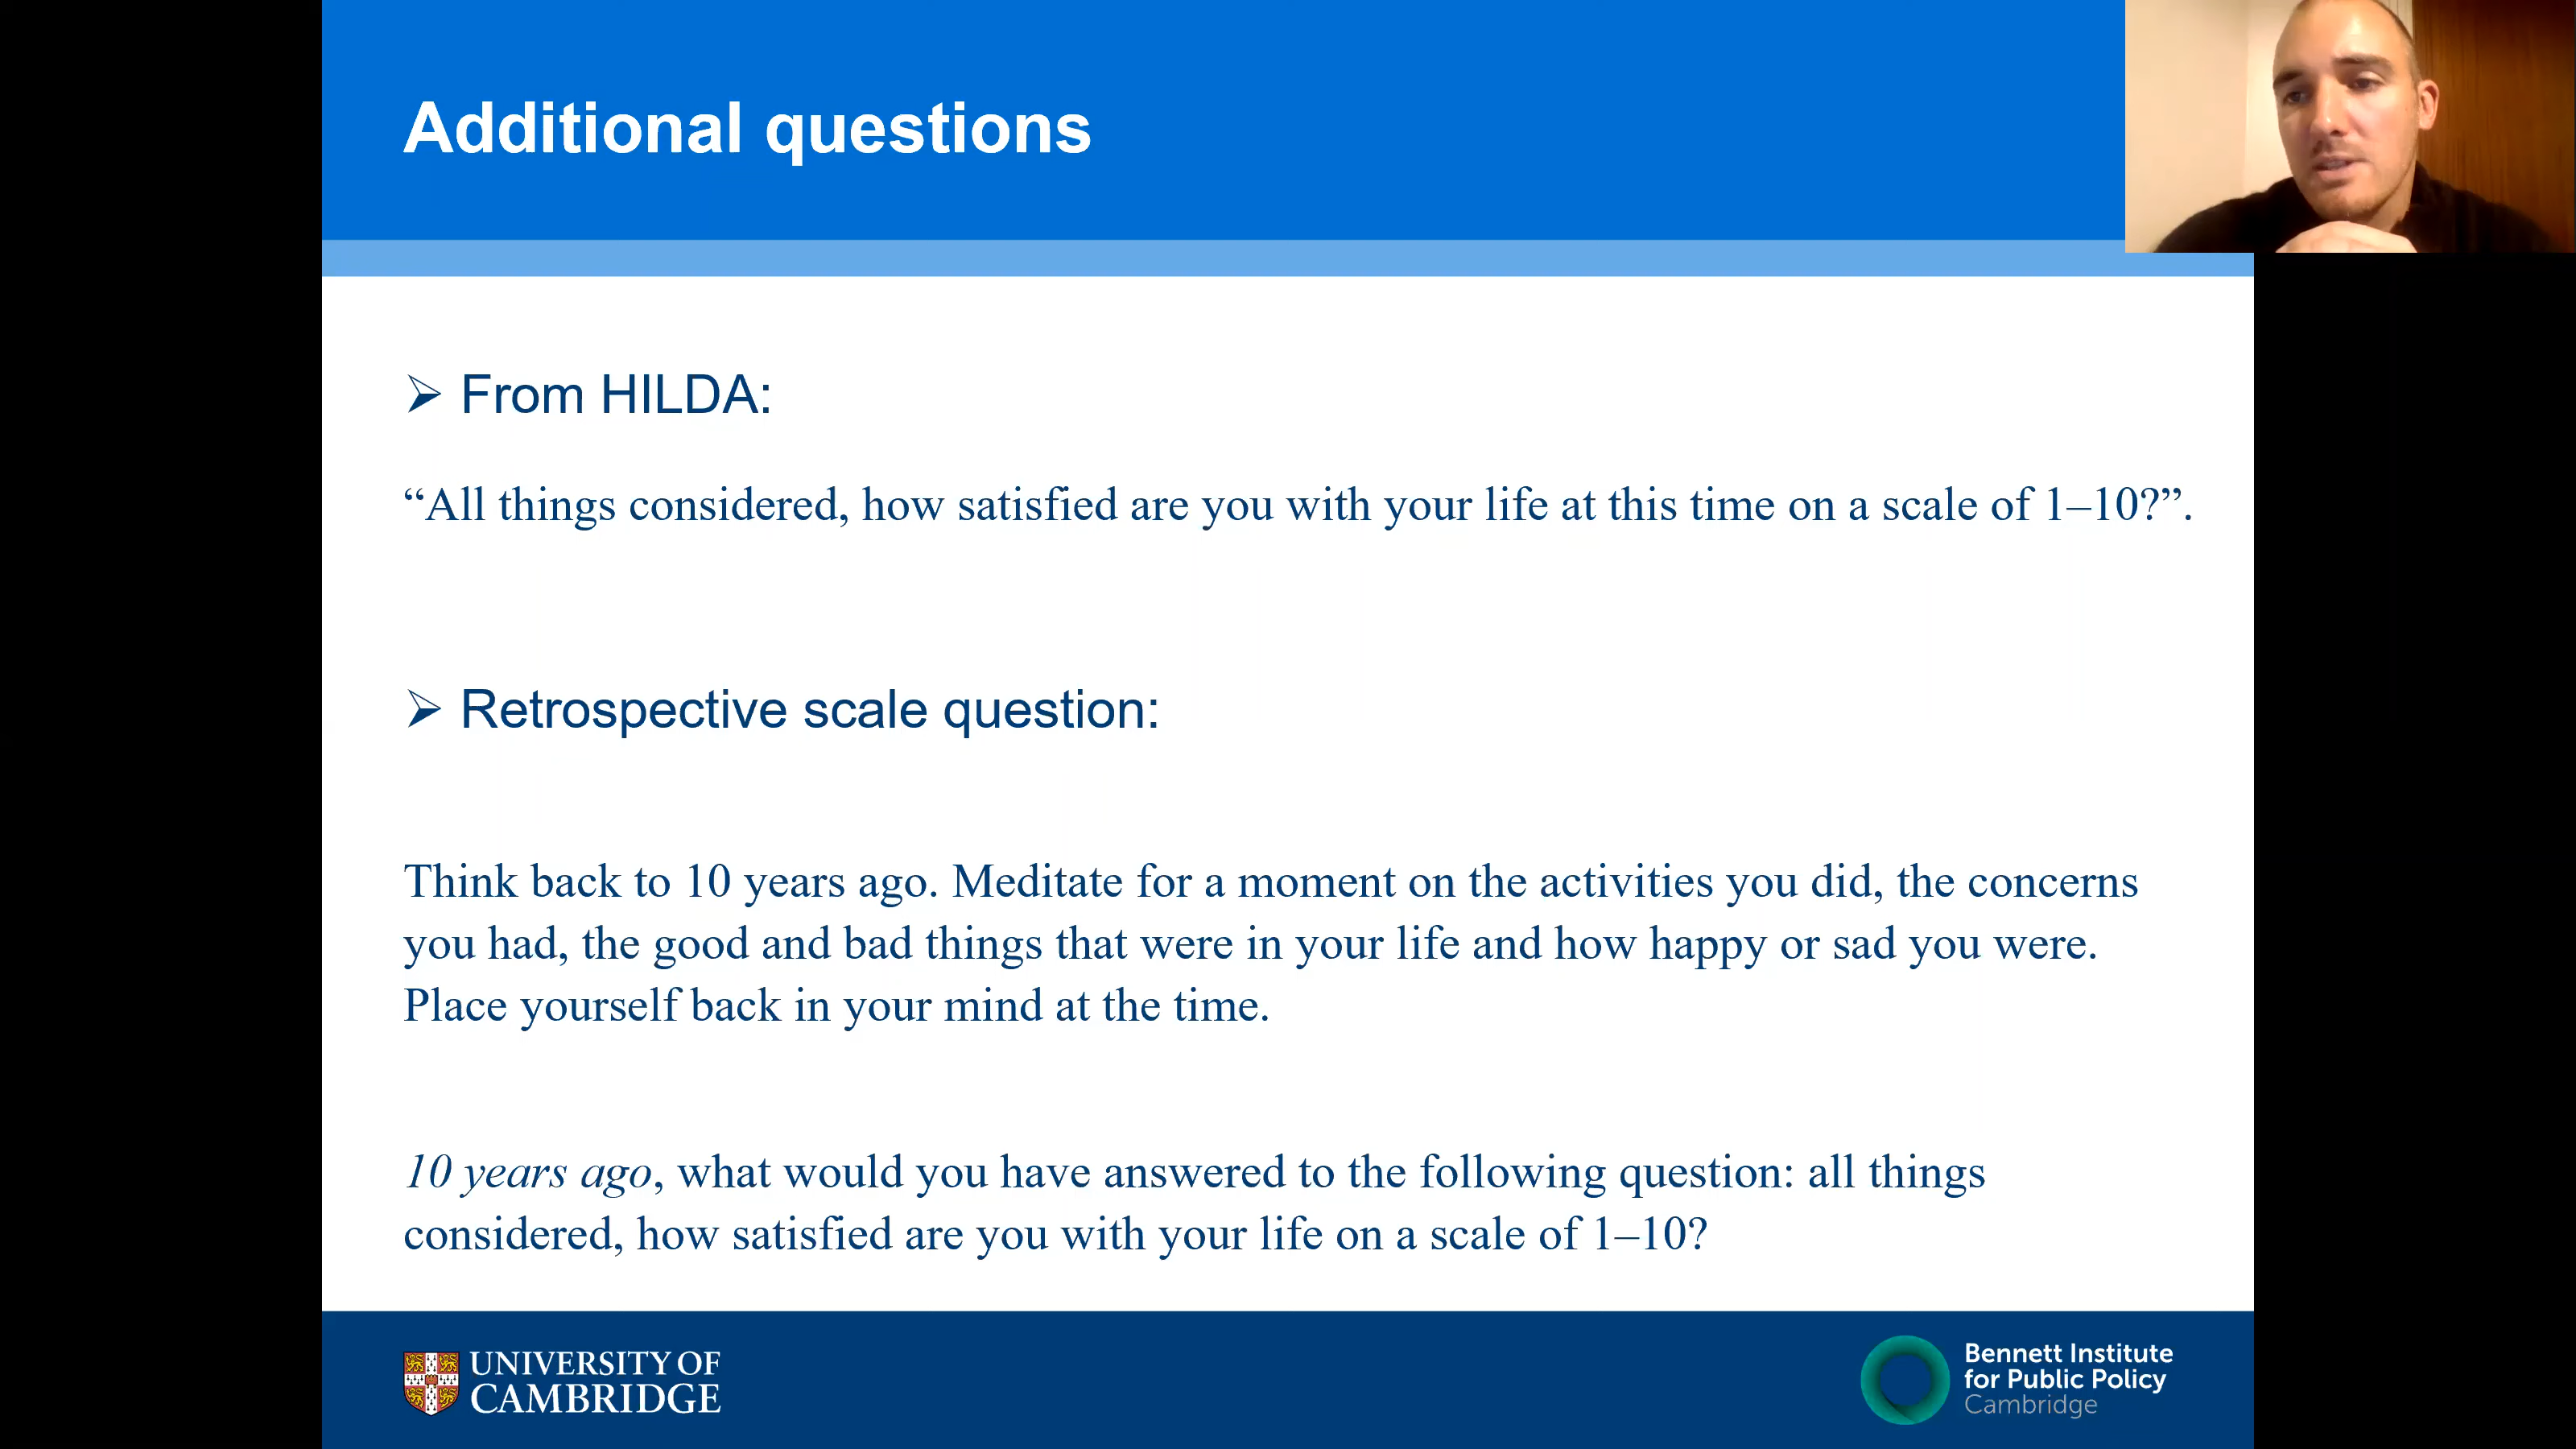 Additional questions
From HILDA:
“All things considered, how satisfied are you with your life at this time on a scale of 1–10?”.
Retrospective scale question:
Think back to 10 years ago. Meditate for a moment on the activities you did, the concerns
you had, the good and bad things that were in your life and how happy or sad you were.
Place yourself back in your mind at the time.
10 years ago, what would you have answered to the following question: all things
considered, how satisfied are you with your life on a scale of 1–10?
UNIVERSITY OF
CAMBRIDGE
Bennett Institute
for Public Policy
Cambridge